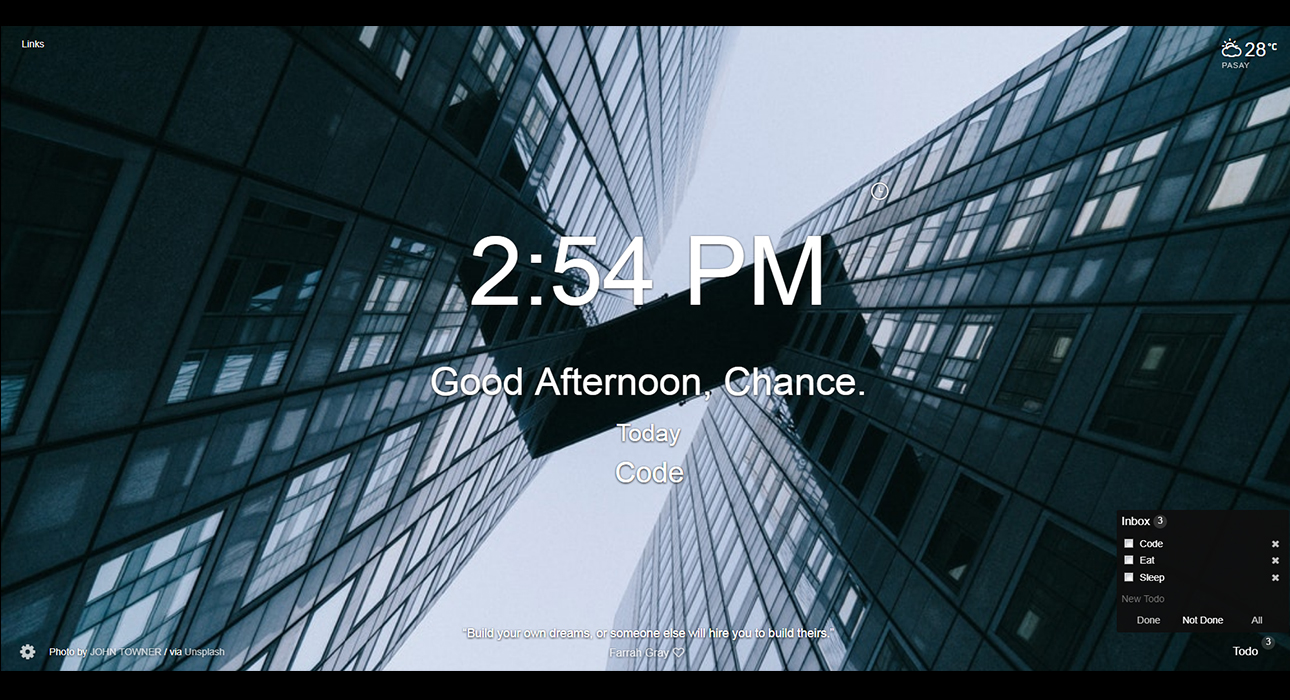 Links
28°C
PASAY
2:54 PM
Good Afternoon, Chance.
Today
Code
Inbox 3
Code
Eat
Sleep
New Todo
Done Not Done All
"Build your own dreams, or someone else will hire you to build theirs."
Farrah Gray
Photo by JOHN TOWNER / via Unsplash
Todo 3